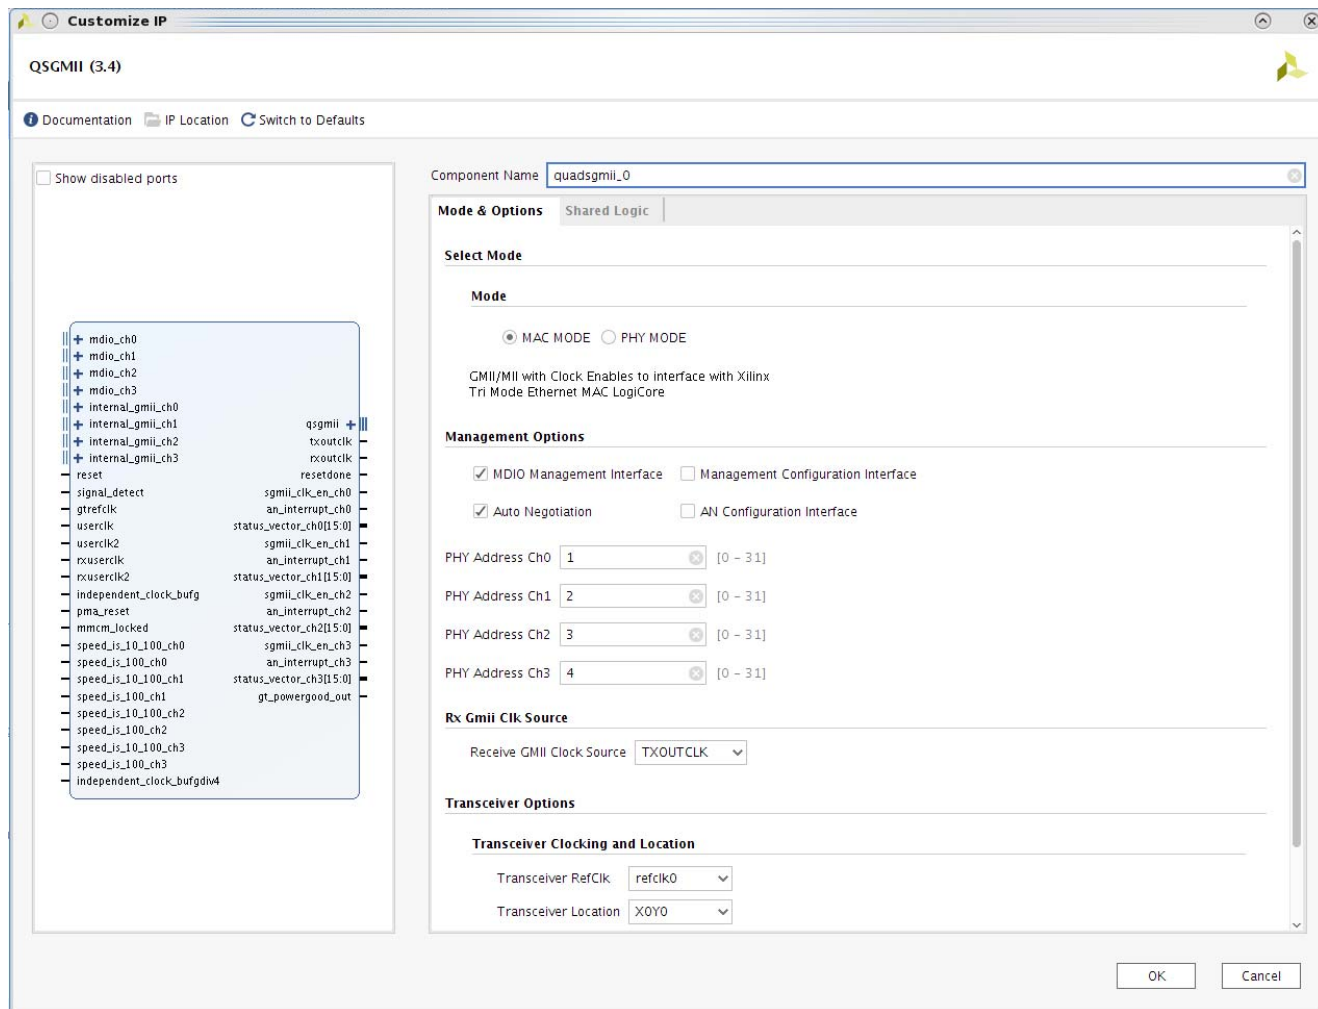 Customize IP
QSGMII (3.4)
Documentation IP Location Switch to Defaults
Show disabled ports
mdio_ch0
mdio_ch1
mdio_ch2
mdio_ch3
internal_gmii_ch0
internal_gmii_ch1 qsgmii
internal_gmii_ch2 txoutclk
internal_gmii_ch3 rxoutclk
reset resetdone
signal_detect sgmii_clk_en_ch0
gtrefclk an_interrupt_ch0
userclk status_vector_ch0[15:0]
userclk2 sgmii_clk_en_ch1
rxuserclk an_interrupt_ch1
rxuserclk2 status_vector_ch1[15:0]
independent_clock_bufg sgmii_clk_en_ch2
pma_reset an_interrupt_ch2
mmcm_locked status_vector_ch2[15:0]
speed_is_10_100_ch0 sgmii_clk_en_ch3
speed_is_100_ch0 an_interrupt_ch3
speed_is_10_100_ch1 status_vector_ch3[15:0]
speed_is_100_ch1 gt_powergood_out
speed_is_10_100_ch2
speed_is_100_ch2
speed_is_10_100_ch3
speed_is_100_ch3
independent_clock_bufgdiv4
Component Name quadsgmii_0
Mode & Options Shared Logic
Select Mode
Mode
MAC MODE PHY MODE
GMII/MII with Clock Enables to interface with Xilinx
Tri Mode Ethernet MAC LogiCore
Management Options
MDIO Management Interface Management Configuration Interface
Auto Negotiation AN Configuration Interface
PHY Address Ch0 1 [0 - 31]
PHY Address Ch1 2 [0 - 31]
PHY Address Ch2 3 [0 - 31]
PHY Address Ch3 4 [0 - 31]
Rx Gmii Clk Source
Receive GMII Clock Source TXOUTCLK
Transceiver Options
Transceiver Clocking and Location
Transceiver RefClk refclk0
Transceiver Location X0Y0
OK Cancel